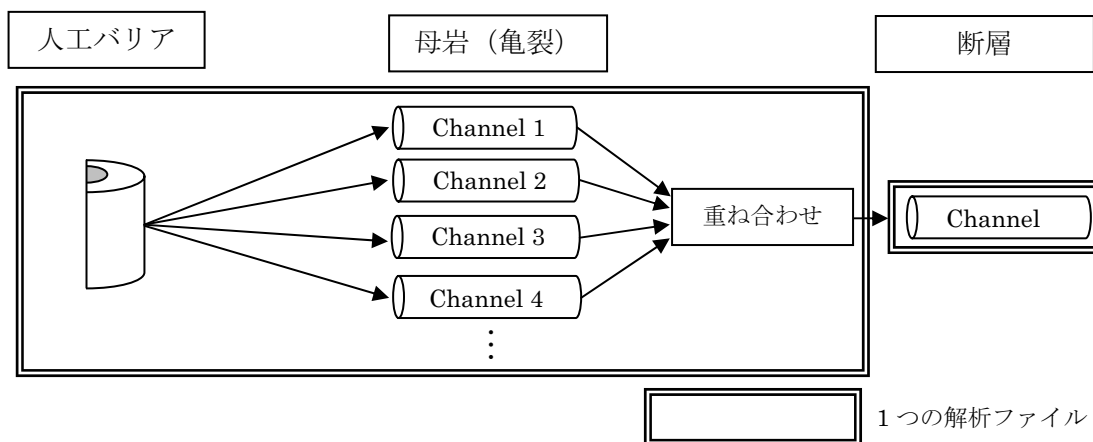 人工バリア
母岩（亀裂）
断層
Channel 1
Channel 2
Channel 3
Channel 4
⋮
重ね合わせ
Channel
１つの解析ファイル